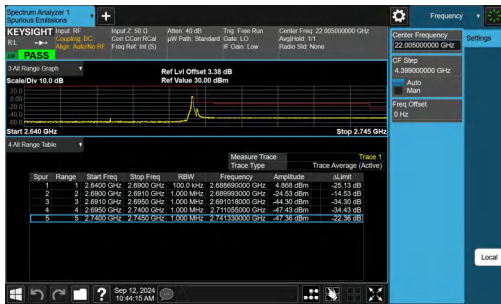 Spectrum Analyzer 1
Spurious Emissions
Frequency
KEYSIGHT
RL
Input: RF
Coupling: DC
Align: Auto/No RF
Input Z: 50 Ω
Corr CCorr RCal
Freq Ref: Int (S)
Atten: 40 dB
µW Path: Standard
Trig: Free Run
Gate: LO
IF Gain: Low
Center Freq: 22.005000000 GHz
Avg|Hold: 1/1
Radio Std: None
PASS
Center Frequency
22.005000000 GHz
Settings
CF Step
4.399000000 GHz
Auto
Man
Freq Offset
0 Hz
3 All Range Graph
Scale/Div 10.0 dB
Ref Lvl Offset 3.38 dB
Ref Value 30.00 dBm
20.0
0.00
-20.0
-40.0
Start 2.640 GHz
Stop 2.745 GHz
4 All Range Table
Measure Trace Trace 1
Trace Type Trace Average (Active)
Spur Range Start Freq Stop Freq RBW Frequency Amplitude ΔLimit
1 1 2.6400 GHz 2.6900 GHz 100.0 kHz 2.688690000 GHz 4.868 dBm -25.13 dB
2 2 2.6900 GHz 2.6910 GHz 1.000 MHz 2.689993000 GHz -24.53 dBm -14.53 dB
3 3 2.6910 GHz 2.6950 GHz 1.000 MHz 2.691018000 GHz -44.30 dBm -34.30 dB
4 4 2.6950 GHz 2.7400 GHz 1.000 MHz 2.711055000 GHz -47.43 dBm -34.43 dB
5 5 2.7400 GHz 2.7450 GHz 1.000 MHz 2.741330000 GHz -47.36 dBm -22.36 dB
Local
Sep 12, 2024
10:44:15 AM